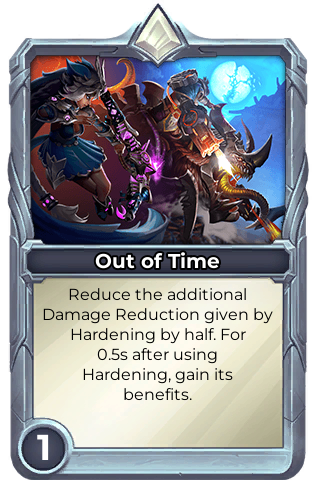 Out of Time
Reduce the additional
Damage Reduction given by
Hardening by half. For
0.5s after using
Hardening, gain its
benefits.
1